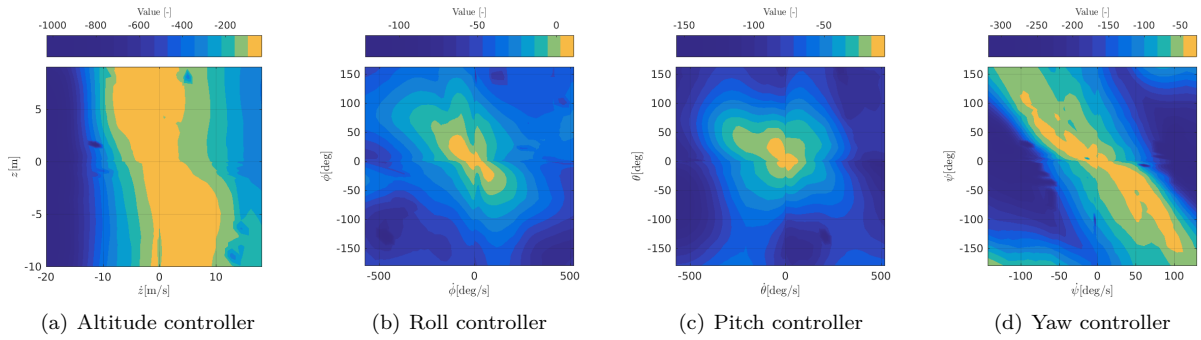 Value [-]
-1000 -800 -600 -400 -200
5
0
-5
-10
z[m]
-20 -10 0 10
ż[m/s]
(a) Altitude controller
Value [-]
-100 -50 0
150
100
50
0
-50
-100
-150
ϕ[deg]
-500 0 500
ϕ̇[deg/s]
(b) Roll controller
Value [-]
-150 -100 -50
150
100
50
0
-50
-100
-150
θ[deg]
-500 0 500
θ̇[deg/s]
(c) Pitch controller
Value [-]
-300 -250 -200 -150 -100 -50
150
100
50
0
-50
-100
-150
ψ[deg]
-100 -50 0 50 100
ψ̇[deg/s]
(d) Yaw controller